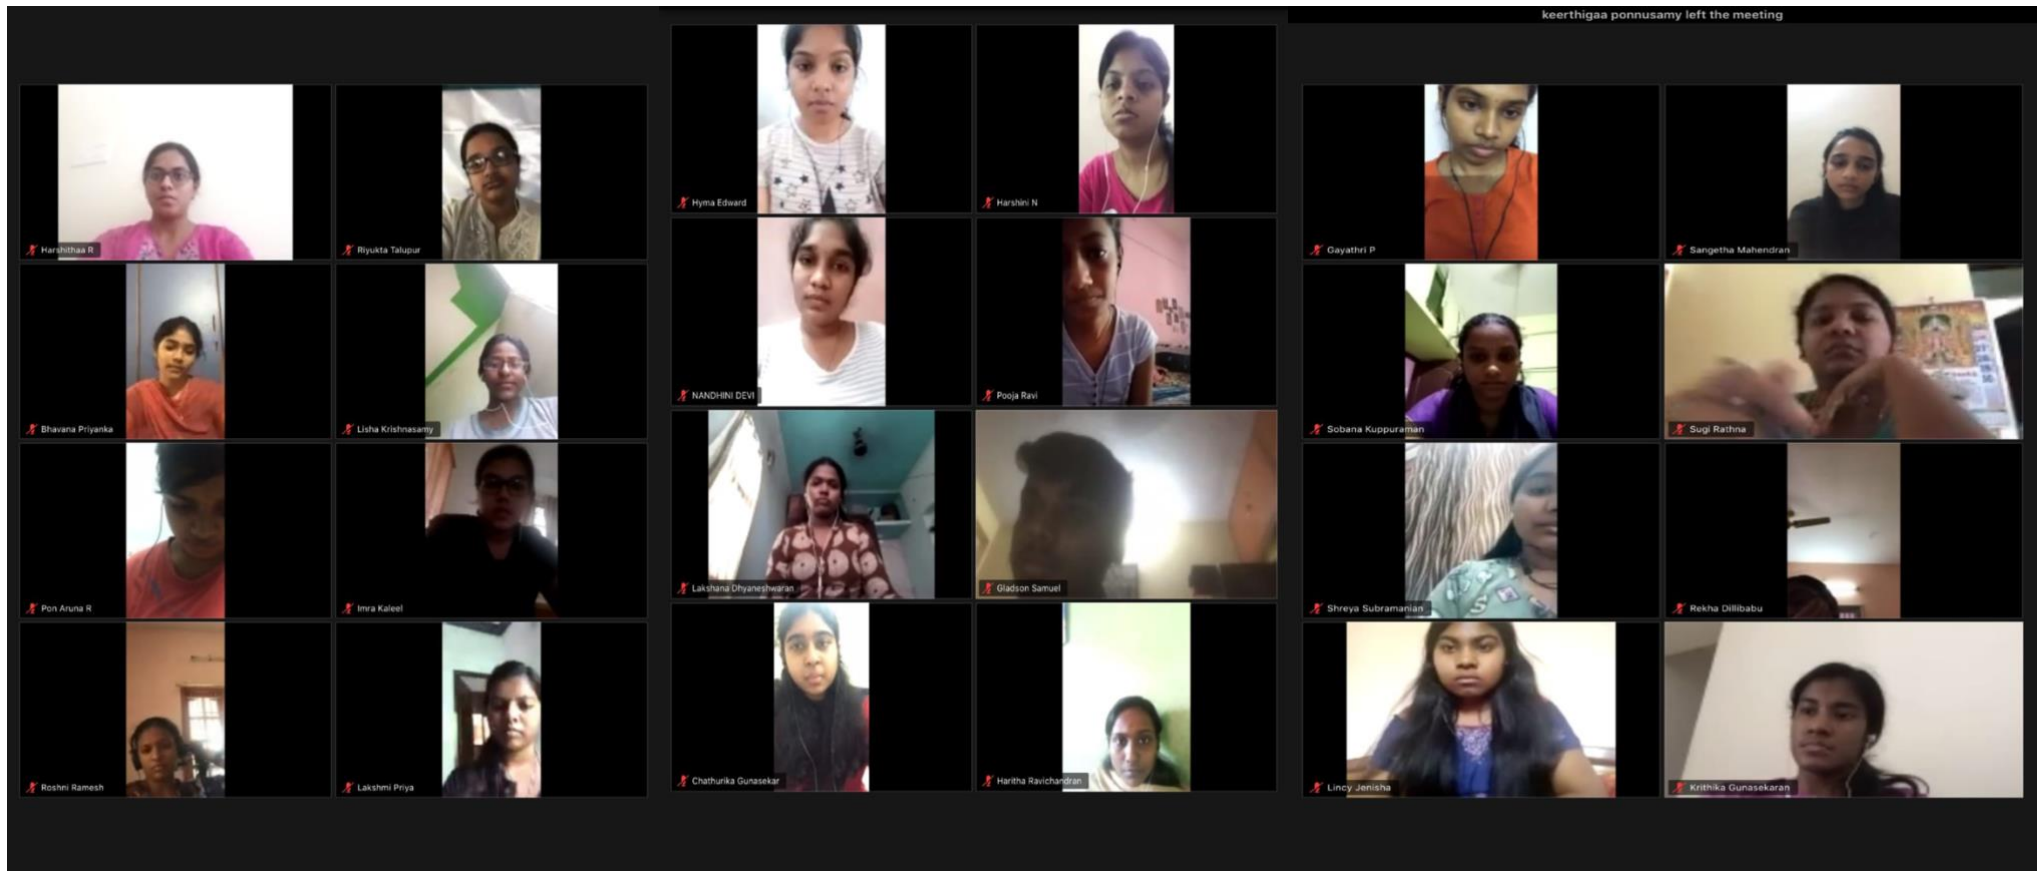 keerthigaa ponnusamy left the meeting
Harshithaa R
Riyukta Talupur
Bhavana Priyanka
Lisha Krishnasamy
Pon Aruna R
Imra Kaleel
Roshni Ramesh
Lakshmi Priya
Hyma Edward
Harshini N
NANDHINI DEVI
Pooja Ravi
Lakshana Dhyaneshwaran
Gladson Samuel
Chathurika Gunasekar
Haritha Ravichandran
Gayathri P
Sangetha Mahendran
Sobana Kuppuraman
Sugi Rathna
Shreya Subramanian
Rekha Dillibabu
Lincy Jenisha
Krithika Gunasekaran